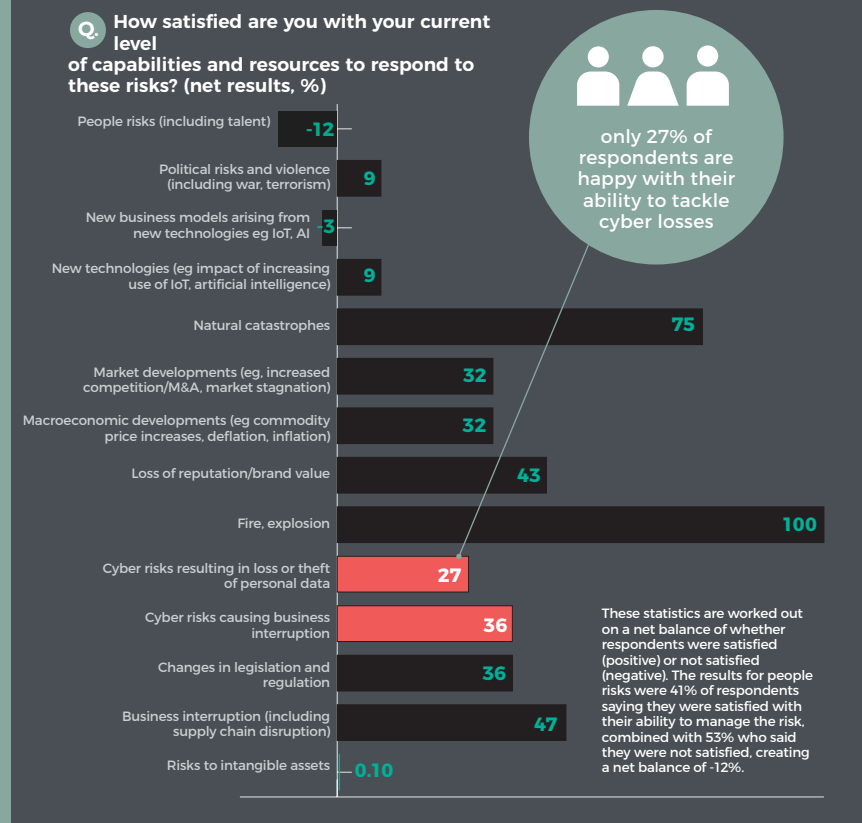 Q. How satisfied are you with your current
level
of capabilities and resources to respond to
these risks? (net results, %)
only 27% of
respondents are
happy with their
ability to tackle
cyber losses
People risks (including talent)
-12
Political risks and violence
(including war, terrorism)
9
New business models arising from
new technologies eg IoT, AI
-3
New technologies (eg impact of increasing
use of IoT, artificial intelligence)
9
Natural catastrophes
75
Market developments (eg, increased
competition/M&A, market stagnation)
32
Macroeconomic developments (eg commodity
price increases, deflation, inflation)
32
Loss of reputation/brand value
43
Fire, explosion
100
Cyber risks resulting in loss or theft
of personal data
27
Cyber risks causing business
interruption
36
Changes in legislation and
regulation
36
Business interruption (including
supply chain disruption)
47
Risks to intangible assets
0.10
These statistics are worked out
on a net balance of whether
respondents were satisfied
(positive) or not satisfied
(negative). The results for people
risks were 41% of respondents
saying they were satisfied with
their ability to manage the risk,
combined with 53% who said
they were not satisfied, creating
a net balance of -12%.